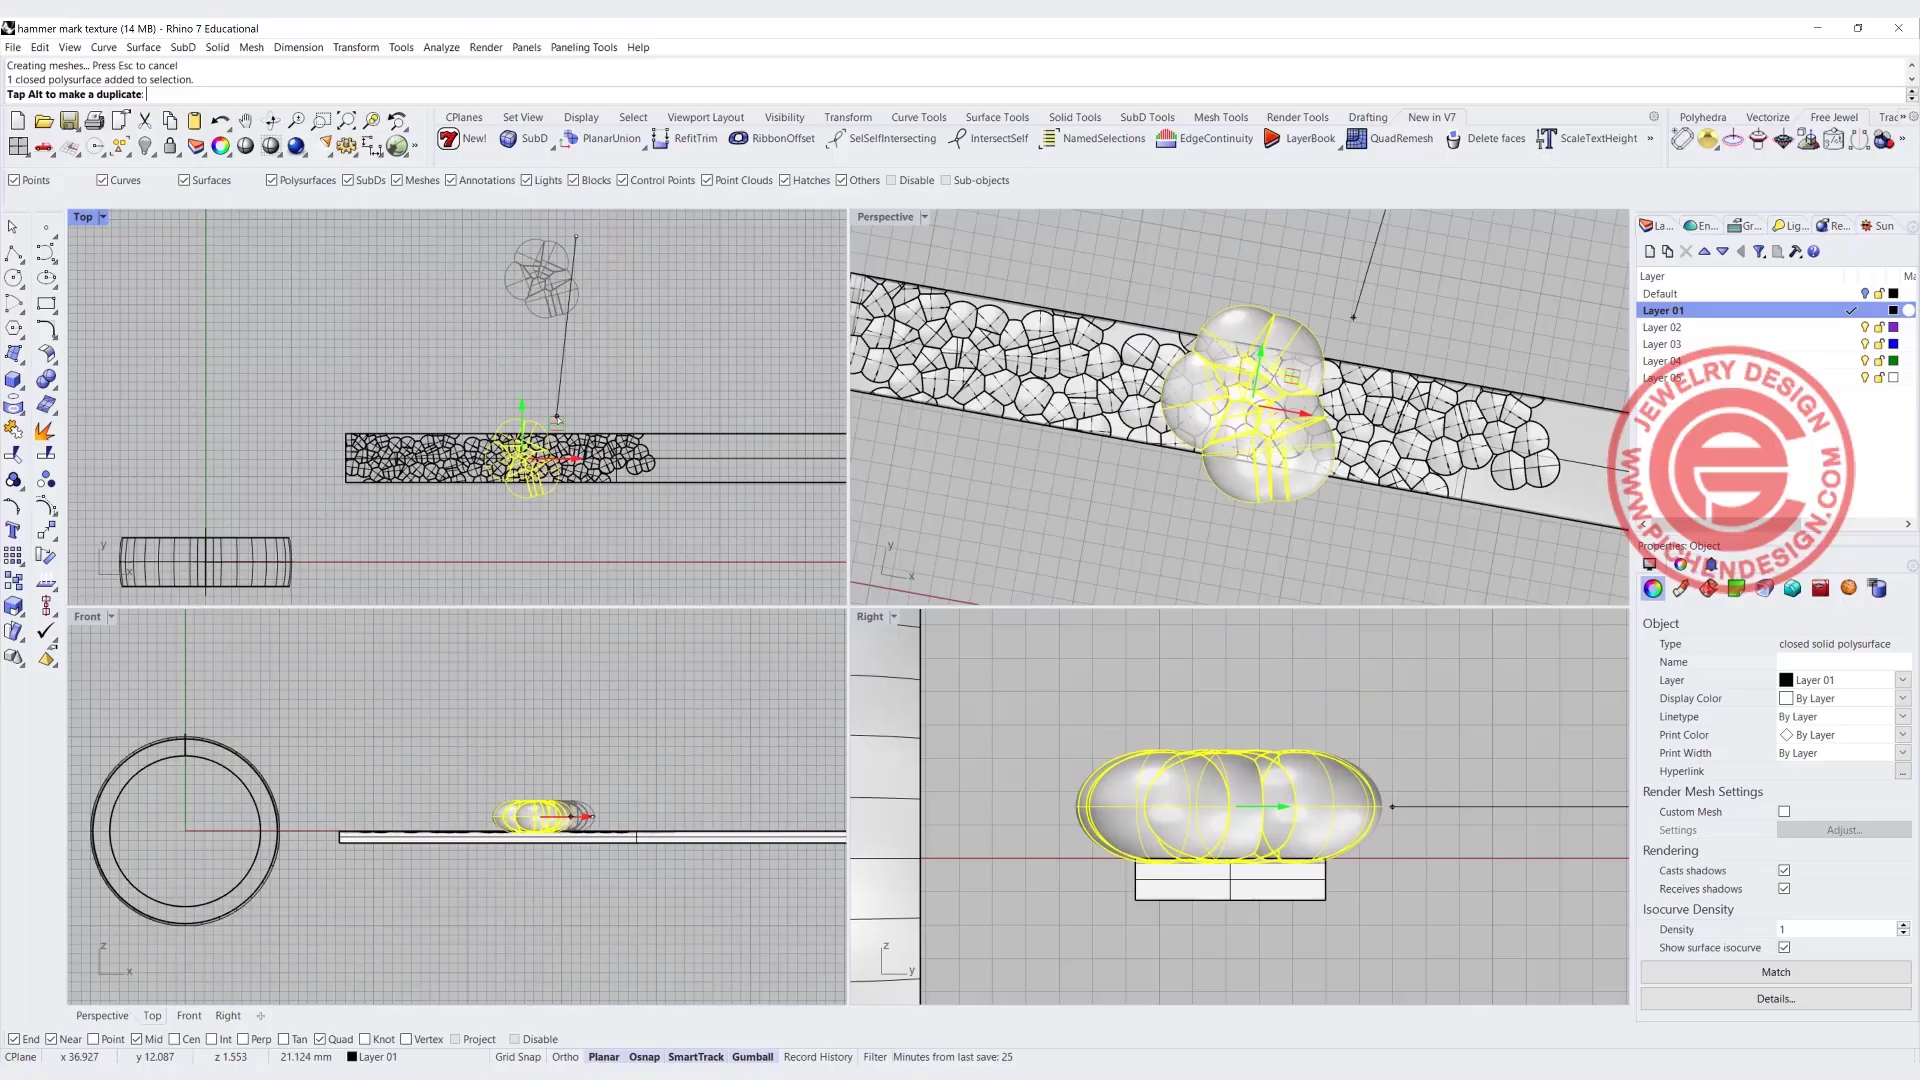 hammer mark texture (14 MB) - Rhino 7 Educational
File Edit View Curve Surface SubD Solid Mesh Dimension Transform Tools Analyze Render Panels Paneling Tools Help
Creating meshes... Press Esc to cancel
1 closed polysurface added to selection.
Tap Alt to make a duplicate:
CPlanes Set View Display Select Viewport Layout Visibility Transform Curve Tools Surface Tools Solid Tools SubD Tools Mesh Tools Render Tools Drafting New in V7 Polyhedra Vectorize Free Jewel Trac
New! SubD PlanarUnion RefitTrim RibbonOffset SelSelfIntersecting IntersectSelf NamedSelections EdgeContinuity LayerBook QuadRemesh Delete faces ScaleTextHeight
Points Curves Surfaces Polysurfaces SubDs Meshes Annotations Lights Blocks Control Points Point Clouds Hatches Others Disable Sub-objects
Top
Perspective
y
x
y
x
Front
Right
z
x
z
y
La... En... Gr... Lig... Re... Sun
Layer Ma
Default
Layer 01
Layer 02
Layer 03
Layer 04
JEWELRY DESIGN
WWW.PICHENDESIGN.COM
Properties: Object
Object
Type closed solid polysurface
Name
Layer Layer 01
Display Color By Layer
Linetype By Layer
Print Color By Layer
Print Width By Layer
Hyperlink ...
Render Mesh Settings
Custom Mesh
Settings Adjust...
Rendering
Casts shadows
Receives shadows
Isocurve Density
Density 1
Show surface isocurve
Match
Details...
Perspective Top Front Right
End Near Point Mid Cen Int Perp Tan Quad Knot Vertex Project Disable
CPlane x 36.927 y 12.087 z 1.553 21.124 mm Layer 01 Grid Snap Ortho Planar Osnap SmartTrack Gumball Record History Filter Minutes from last save: 25